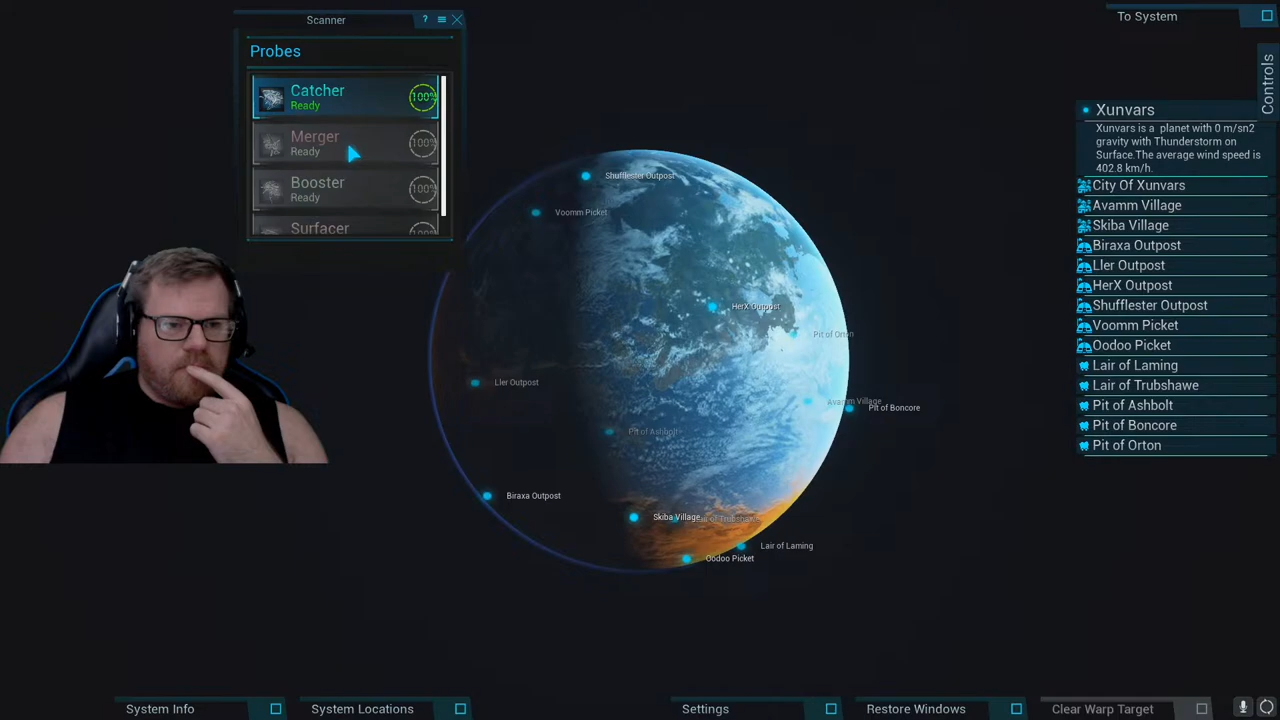 Scanner
?
To System
Probes
Catcher
Ready
100%
Merger
Ready
100%
Booster
Ready
100%
Surfacer
Controls
Xunvars
Xunvars is a planet with 0 m/sn2
gravity with Thunderstorm on
Surface.The average wind speed is
402.8 km/h.
City Of Xunvars
Avamm Village
Skiba Village
Biraxa Outpost
Ller Outpost
HerX Outpost
Shufflester Outpost
Voomm Picket
Oodoo Picket
Lair of Laming
Lair of Trubshawe
Pit of Ashbolt
Pit of Boncore
Pit of Orton
Shufflester Outpost
Voomm Picket
HerX Outpost
Pit of Orton
Ller Outpost
Avamm Village
Pit of Boncore
Pit of Ashbolt
Biraxa Outpost
Skiba Village
Lair of Trubshawe
Lair of Laming
Oodoo Picket
System Info
System Locations
Settings
Restore Windows
Clear Warp Target